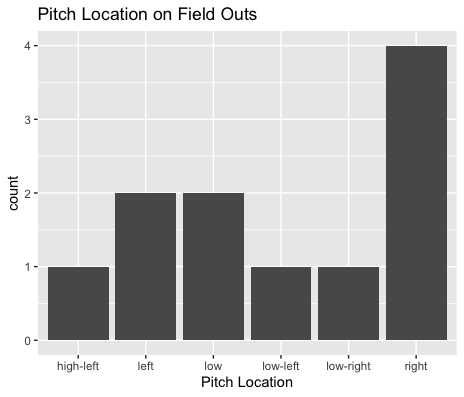 Pitch Location on Field Outs
4
3
2
1
0
count
high-left left low low-left low-right right
Pitch Location